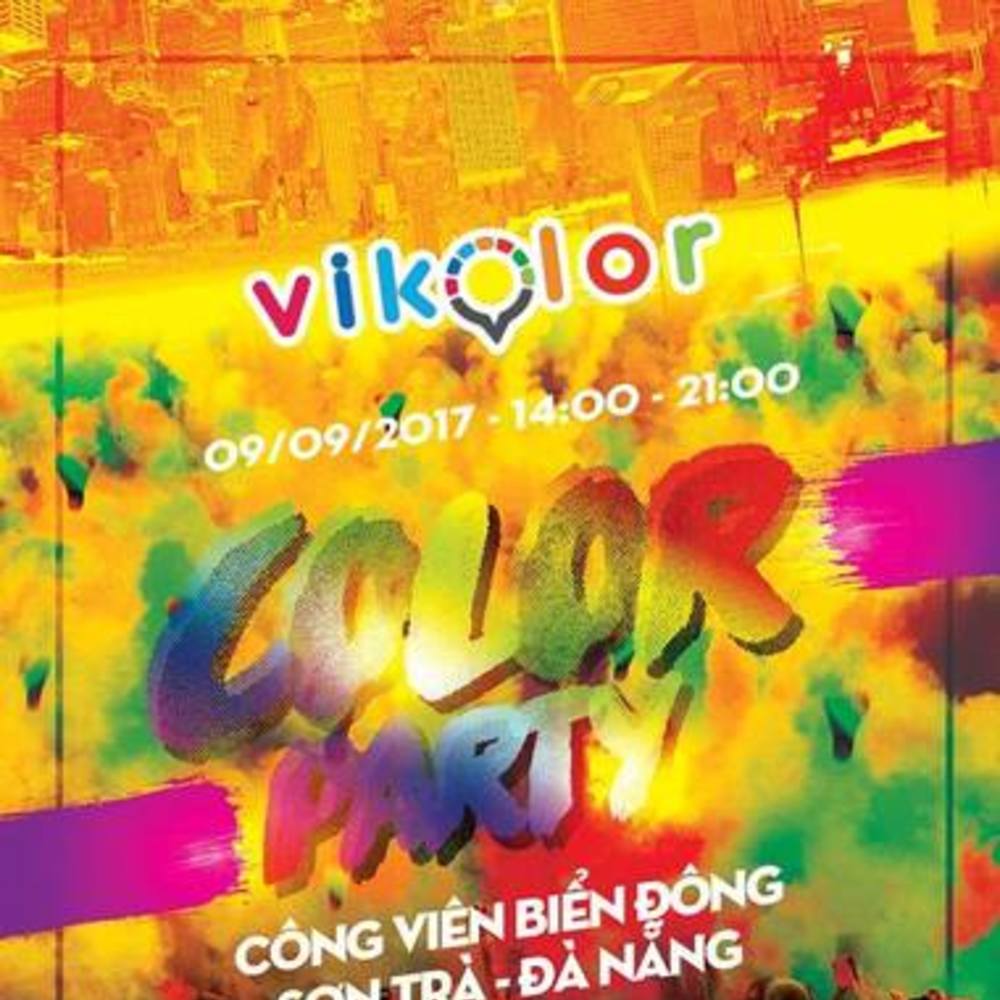 vikolor
09/09/2017 - 14:00 - 21:00
COLOR
PARTY
CÔNG VIÊN BIỂN ĐÔNG
SƠN TRÀ - ĐÀ NẴNG